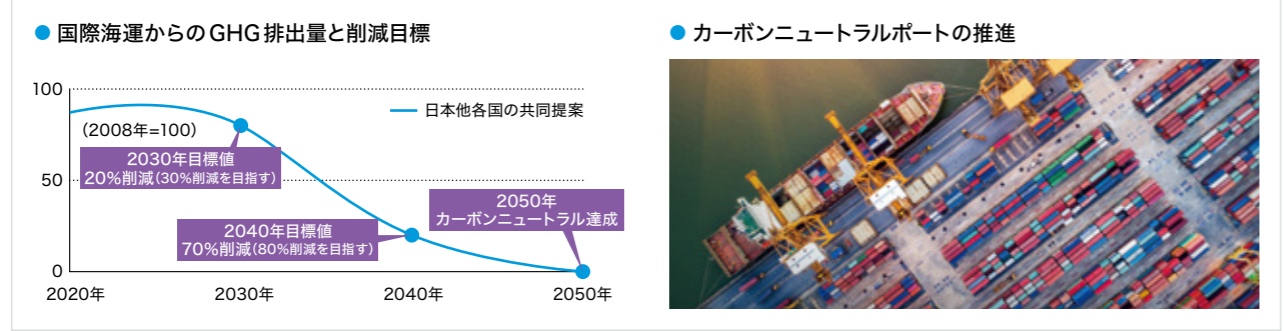 ● 国際海運からのGHG排出量と削減目標
100
50
0
(2008年=100)
日本他各国の共同提案
2030年目標値
20%削減(30%削減を目指す)
2040年目標値
70%削減(80%削減を目指す)
2050年
カーボンニュートラル達成
2020年 2030年 2040年 2050年
● カーボンニュートラルポートの推進